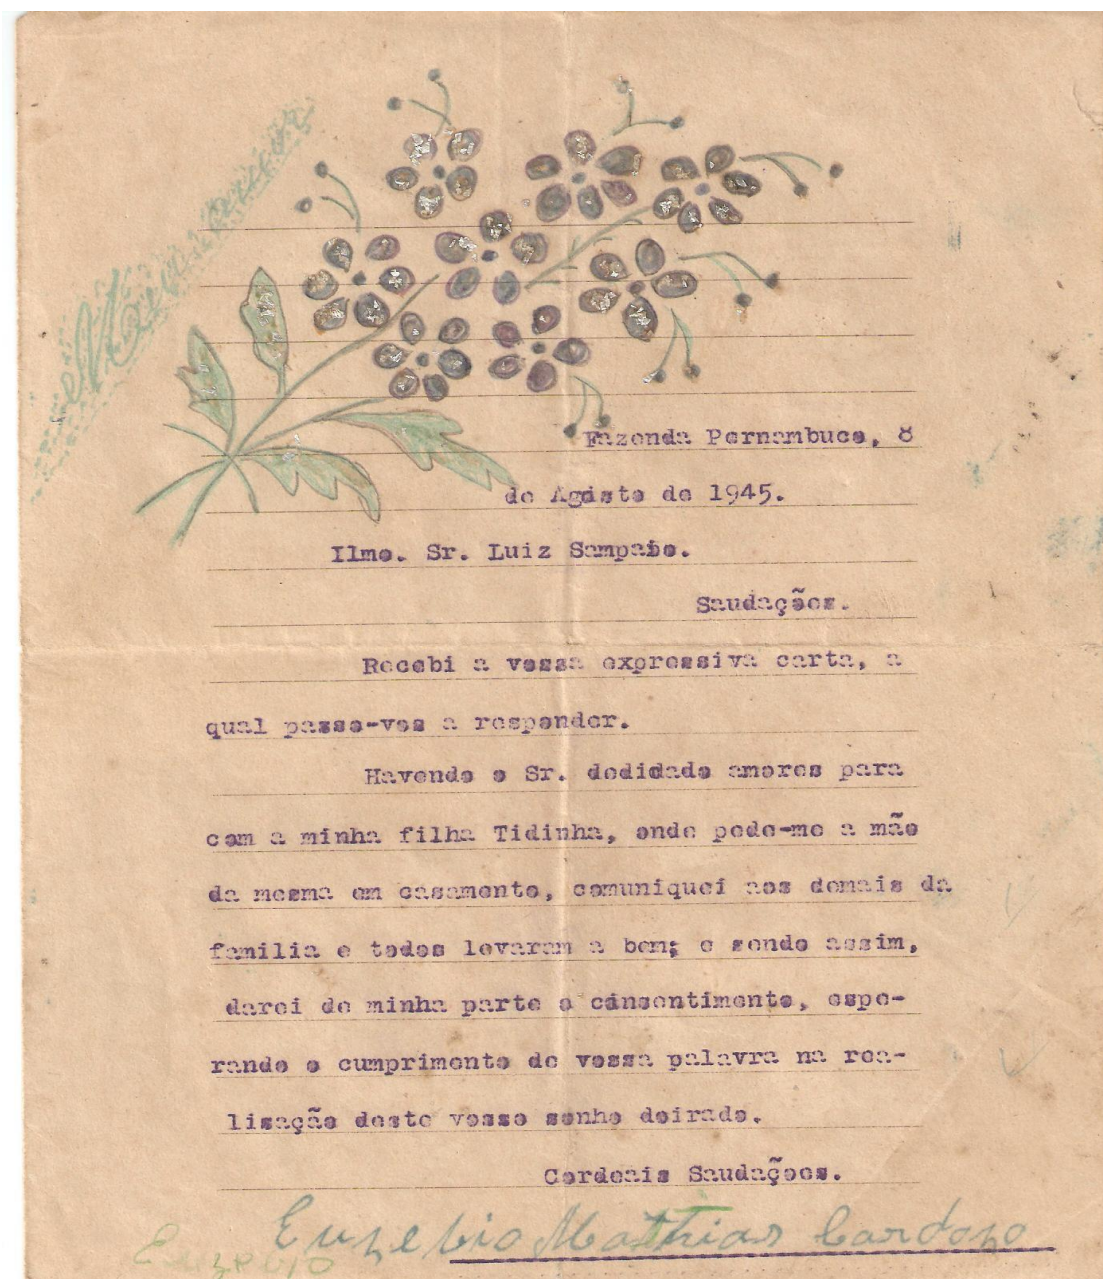 Fazenda Pernambuco, 8
de Agosto de 1945.
Ilmo. Sr. Luiz Sampaio.
Saudações.
Recebi a vossa expressiva carta, a
qual passo-vos a responder.
Havendo o Sr. dedidado amores para
com a minha filha Tidinha, onde pede-me a mão
da mesma em casamento, comuniquei aos demais da
familia e todos levaram a bem; e sendo assim,
darei de minha parte o consentimento, espe-
rando o cumprimento de vossa palavra na rea-
lisação deste vosso sonho doirado.
Cordeais Saudações.
Euzebio Mathias Cardozo
Euzebio